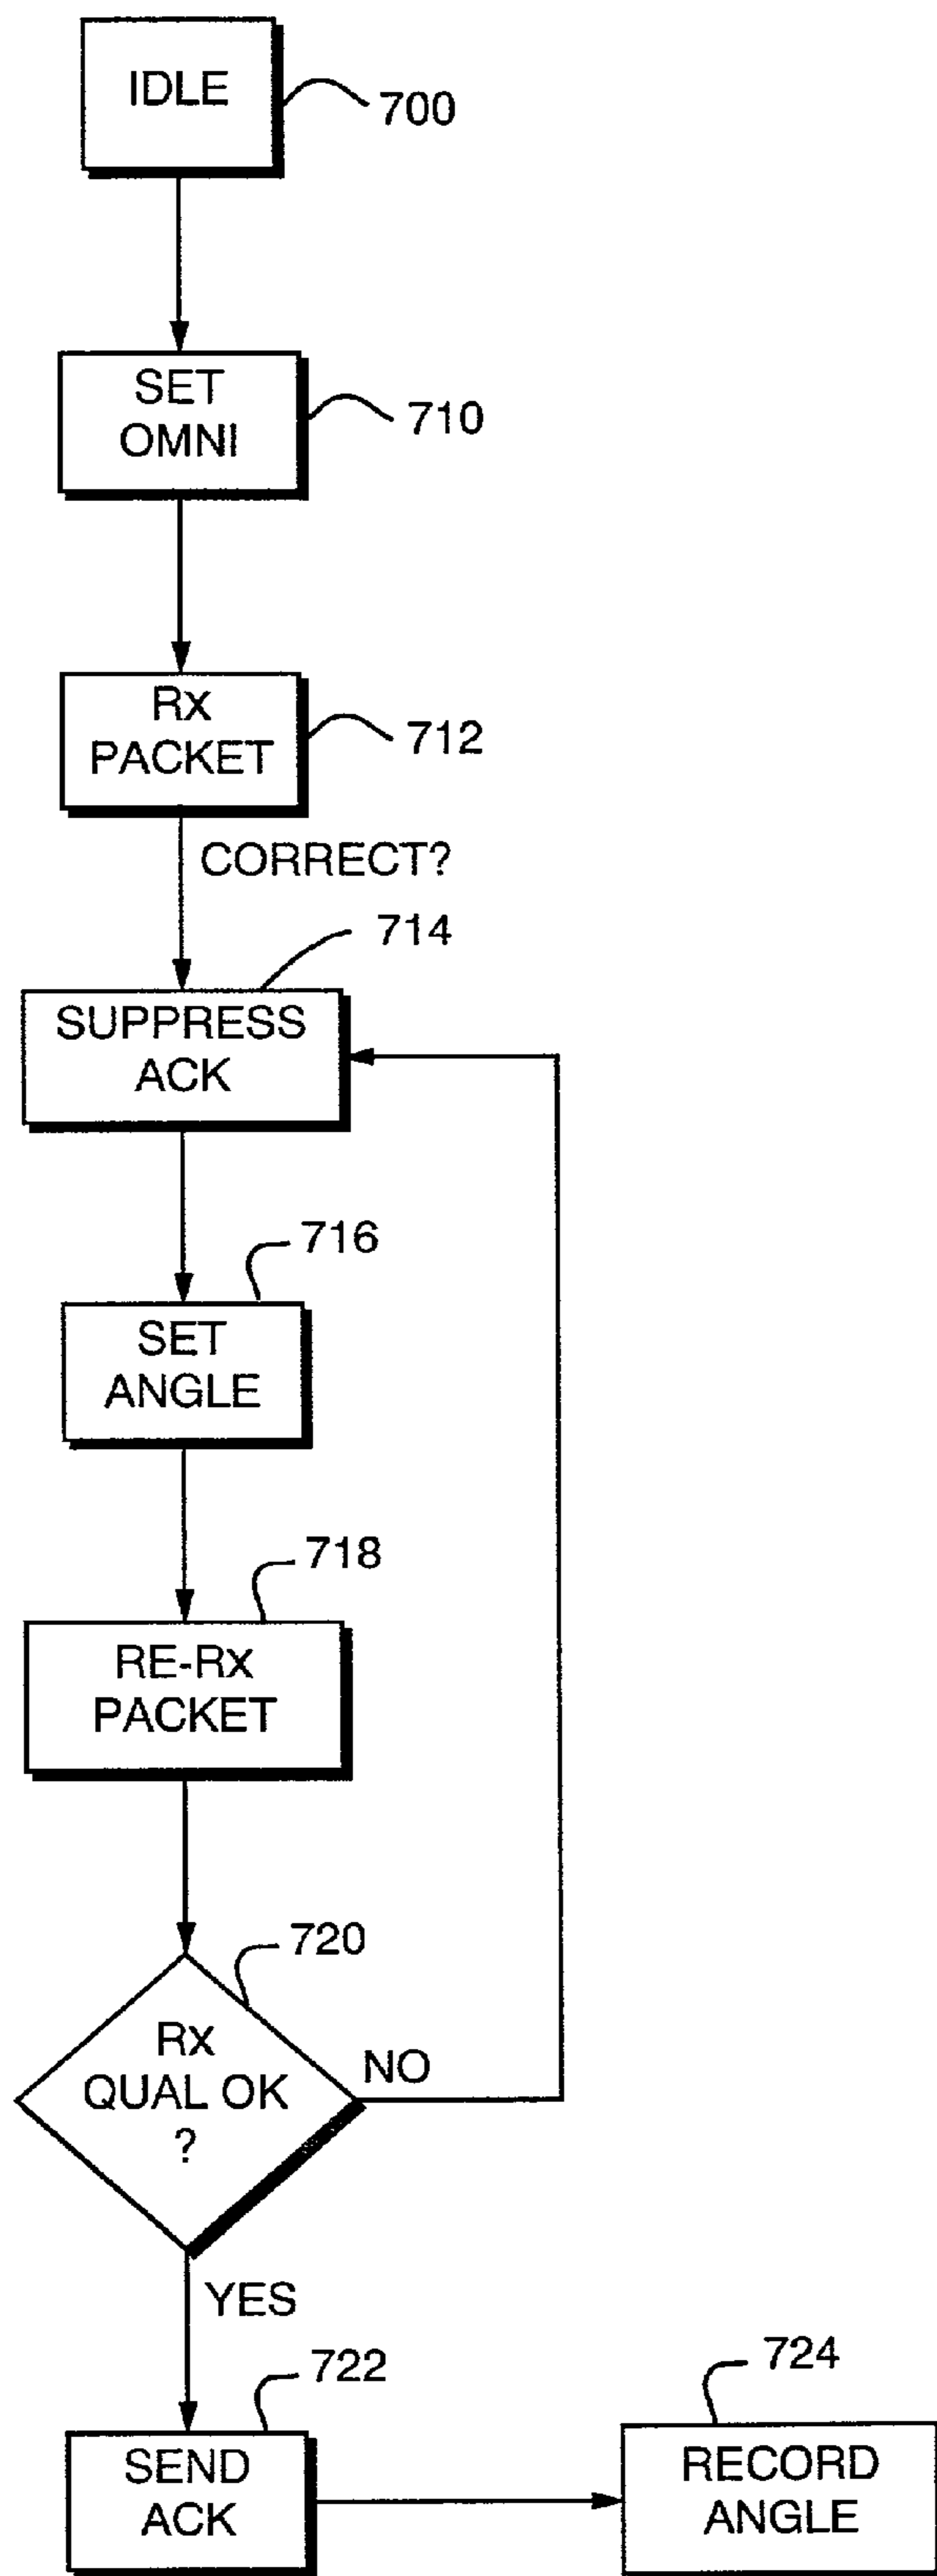 IDLE
700
SET
OMNI
710
Rx
PACKET
712
CORRECT?
714
SUPPRESS
ACK
716
SET
ANGLE
718
RE-Rx
PACKET
720
Rx
QUAL OK
?
NO
YES
722
SEND
ACK
724
RECORD
ANGLE